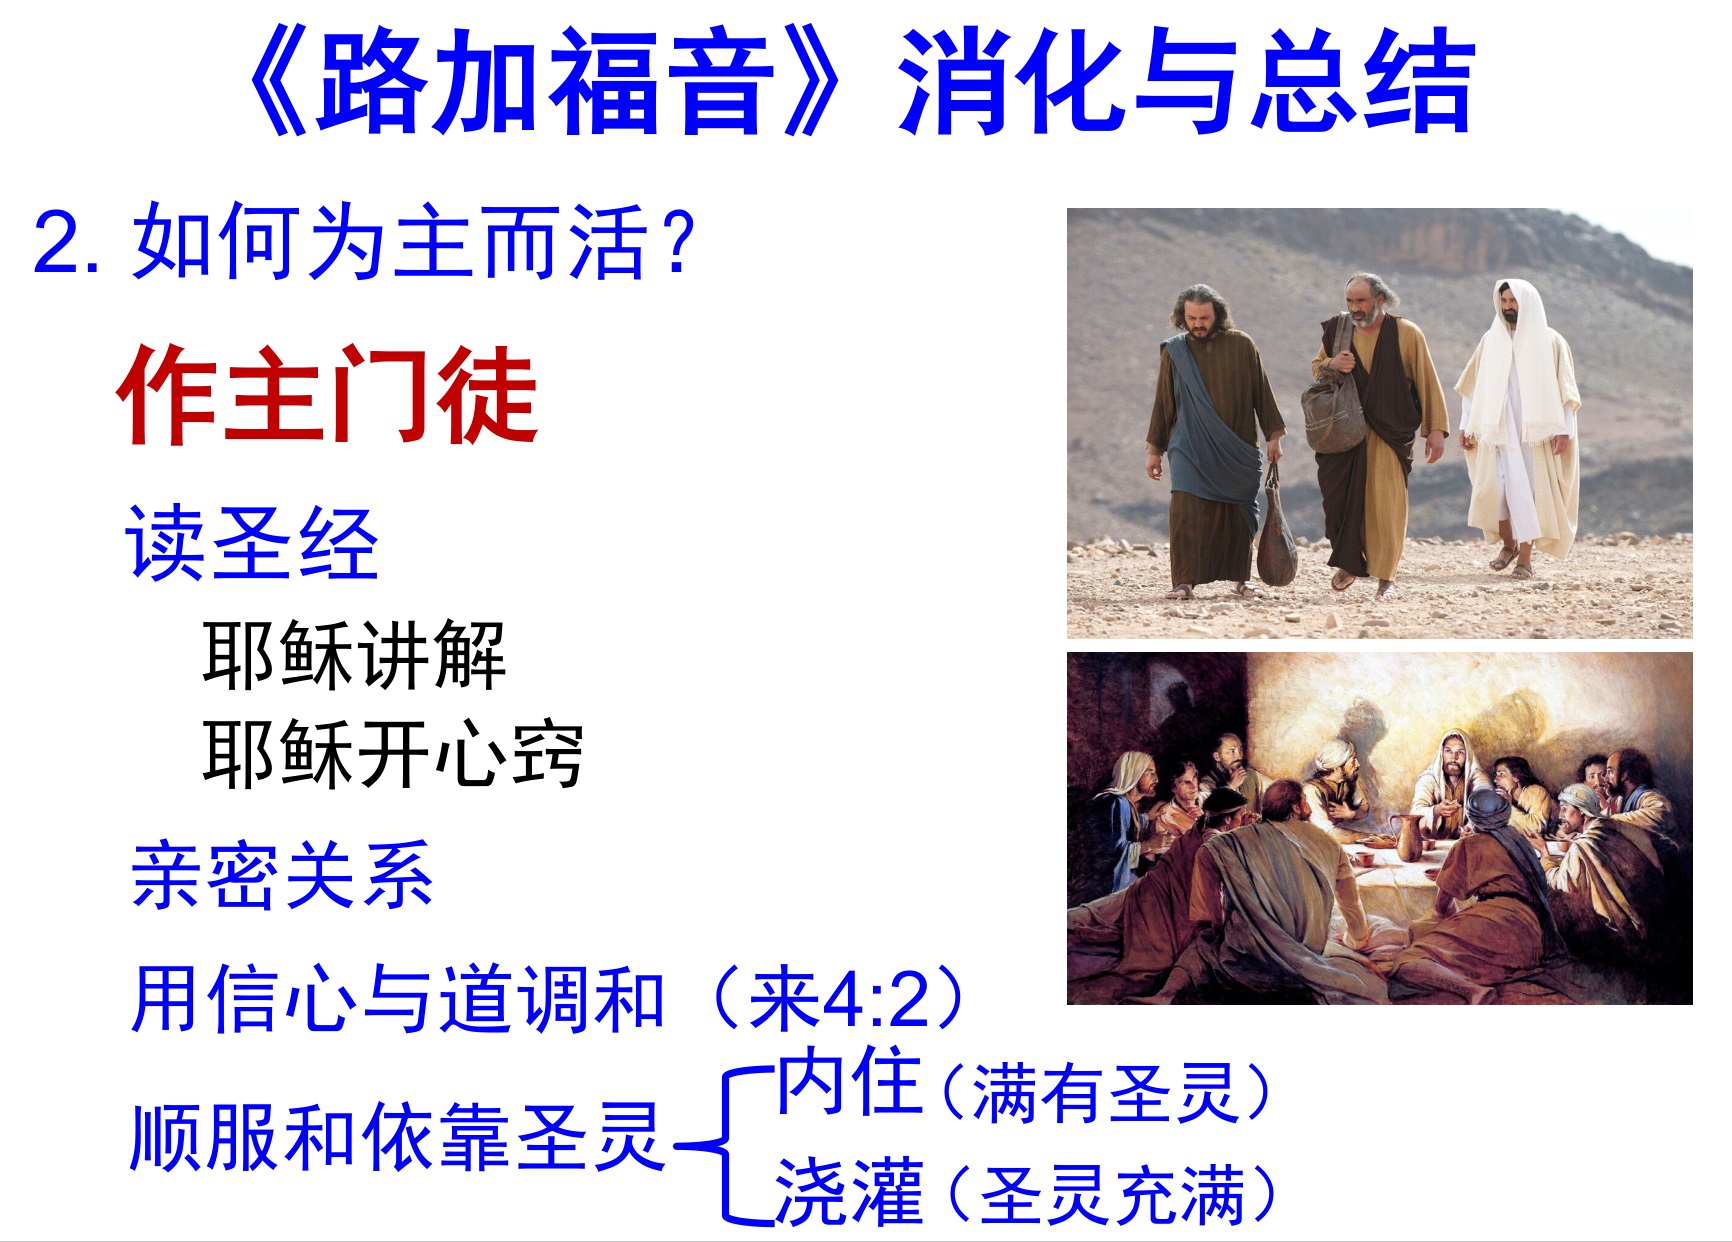 《路加福音》消化与总结
2. 如何为主而活？
作主门徒
读圣经
耶稣讲解
耶稣开心窍
亲密关系
用信心与道调和（来4:2）
顺服和依靠圣灵
内住（满有圣灵）
浇灌（圣灵充满）